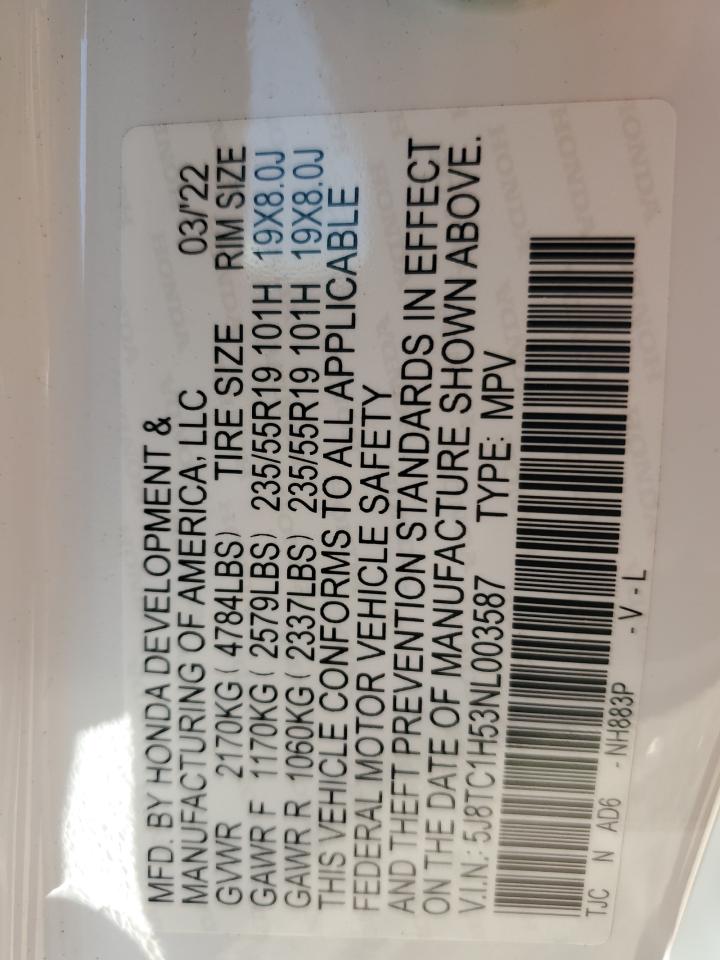 MFD. BY HONDA DEVELOPMENT &
MANUFACTURING OF AMERICA, LLC 03/'22
GVWR 2170KG ( 4784LBS) TIRE SIZE RIM SIZE
GAWR F 1170KG ( 2579LBS) 235/55R19 101H 19X8.0J
GAWR R 1060KG ( 2337LBS) 235/55R19 101H 19X8.0J
THIS VEHICLE CONFORMS TO ALL APPLICABLE
FEDERAL MOTOR VEHICLE SAFETY
AND THEFT PREVENTION STANDARDS IN EFFECT
ON THE DATE OF MANUFACTURE SHOWN ABOVE.
V.I.N.: 5J8TC1H53NL003587 TYPE: MPV
TJC N AD6 - NH883P - V - L